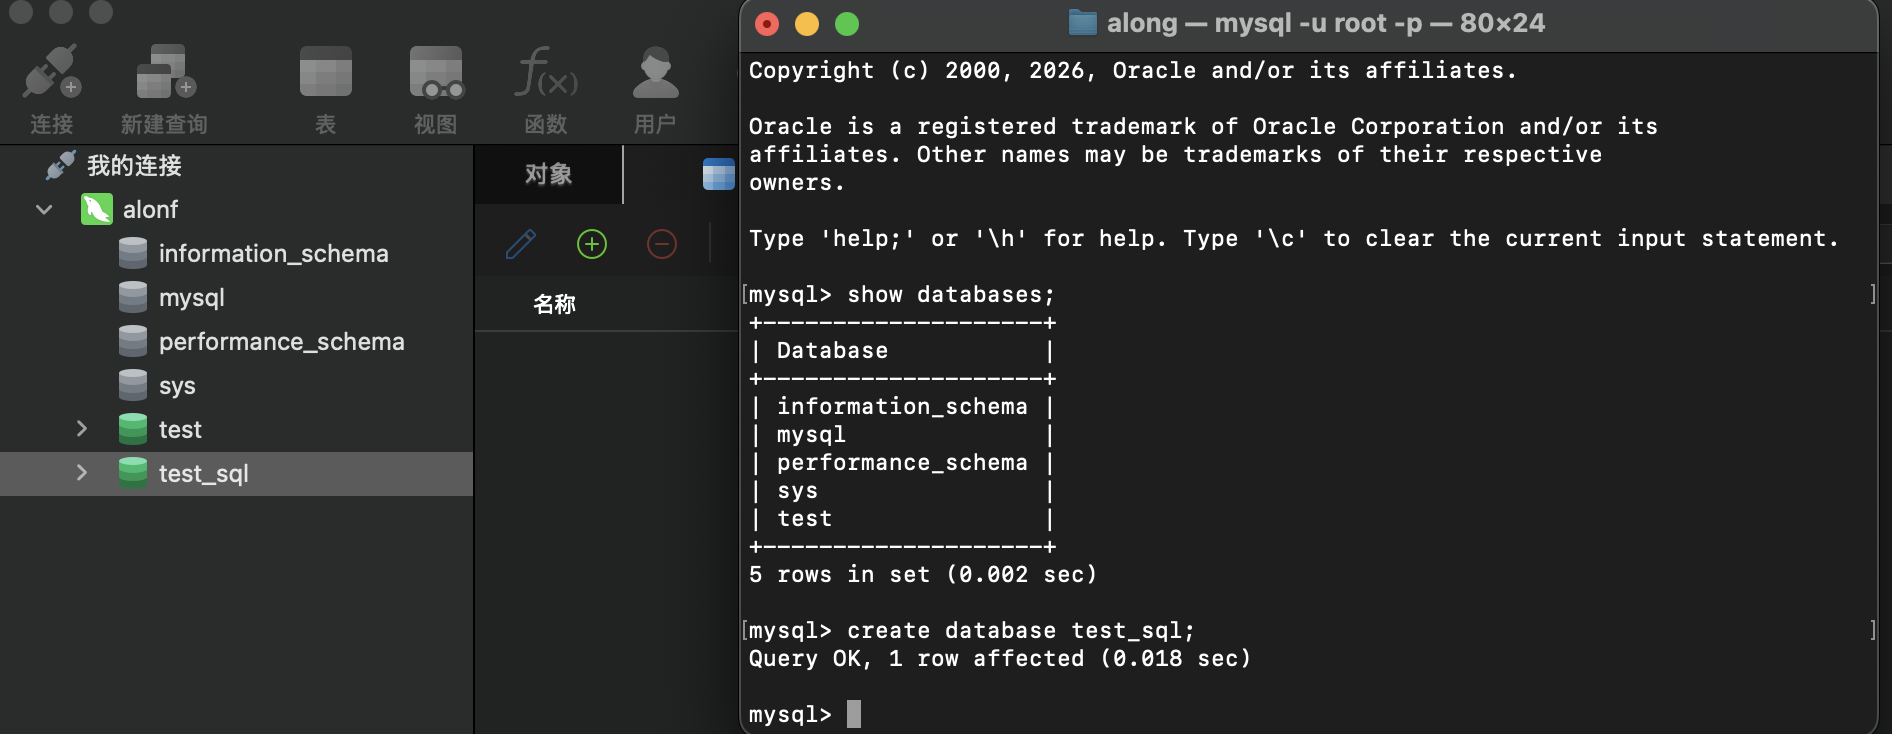 连接
新建查询
表
视图
函数
用户
我的连接
alonf
information_schema
mysql
performance_schema
sys
test
test_sql
对象
名称
along — mysql -u root -p — 80×24
Copyright (c) 2000, 2026, Oracle and/or its affiliates.
Oracle is a registered trademark of Oracle Corporation and/or its
affiliates. Other names may be trademarks of their respective
owners.
Type 'help;' or '\h' for help. Type '\c' to clear the current input statement.
[mysql> show databases; ]
+--------------------+
| Database           |
+--------------------+
| information_schema |
| mysql              |
| performance_schema |
| sys                |
| test               |
+--------------------+
5 rows in set (0.002 sec)
[mysql> create database test_sql; ]
Query OK, 1 row affected (0.018 sec)
mysql>